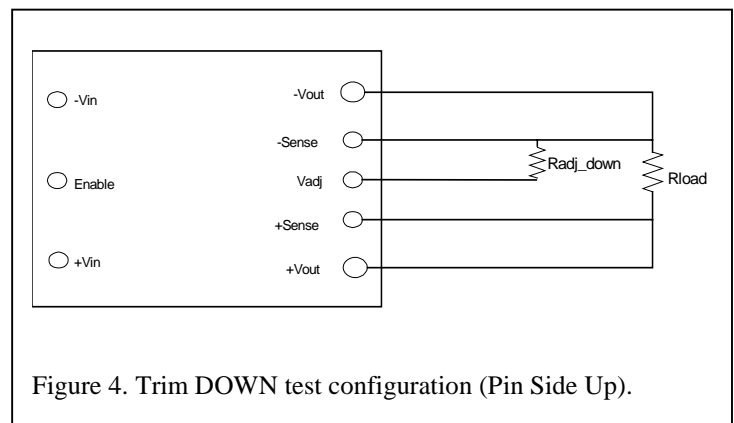 -Vin
-Vout
-Sense
Radj_down
Rload
Enable
Vadj
+Sense
+Vin
+Vout
Figure 4. Trim DOWN test configuration (Pin Side Up).